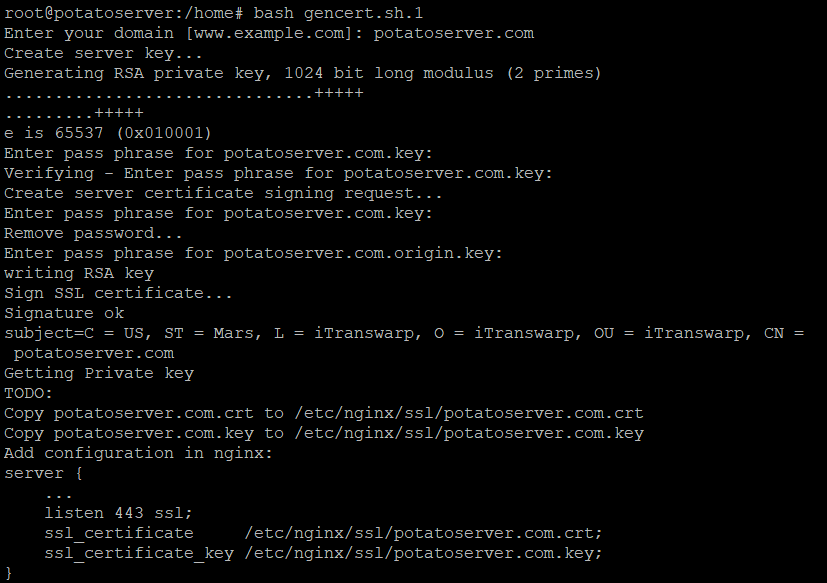 root@potatoserver:/home# bash gencert.sh.1
Enter your domain [www.example.com]: potatoserver.com
Create server key...
Generating RSA private key, 1024 bit long modulus (2 primes)
...............................+++++
.........+++++
e is 65537 (0x010001)
Enter pass phrase for potatoserver.com.key:
Verifying - Enter pass phrase for potatoserver.com.key:
Create server certificate signing request...
Enter pass phrase for potatoserver.com.key:
Remove password...
Enter pass phrase for potatoserver.com.origin.key:
writing RSA key
Sign SSL certificate...
Signature ok
subject=C = US, ST = Mars, L = iTranswarp, O = iTranswarp, OU = iTranswarp, CN =
 potatoserver.com
Getting Private key
TODO:
Copy potatoserver.com.crt to /etc/nginx/ssl/potatoserver.com.crt
Copy potatoserver.com.key to /etc/nginx/ssl/potatoserver.com.key
Add configuration in nginx:
server {
    ...
    listen 443 ssl;
    ssl_certificate     /etc/nginx/ssl/potatoserver.com.crt;
    ssl_certificate_key /etc/nginx/ssl/potatoserver.com.key;
}